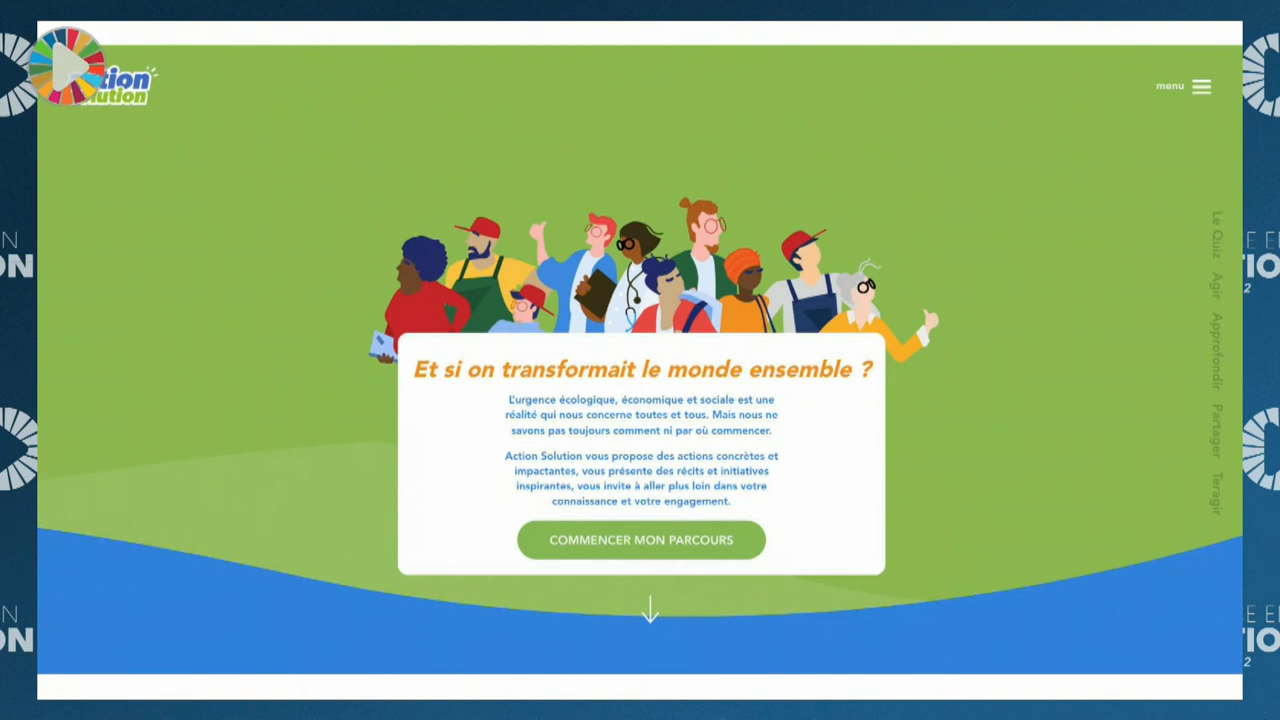 menu
Et si on transformait le monde ensemble ?
L'urgence écologique, économique et sociale est une
réalité qui nous concerne toutes et tous. Mais nous ne
savons pas toujours comment ni par où commencer.
Action Solution vous propose des actions concrètes et
impactantes, vous présente des récits et initiatives
inspirantes, vous invite à aller plus loin dans votre
connaissance et votre engagement.
COMMENCER MON PARCOURS
Le Quiz Agir Approfondir Partager Teragir